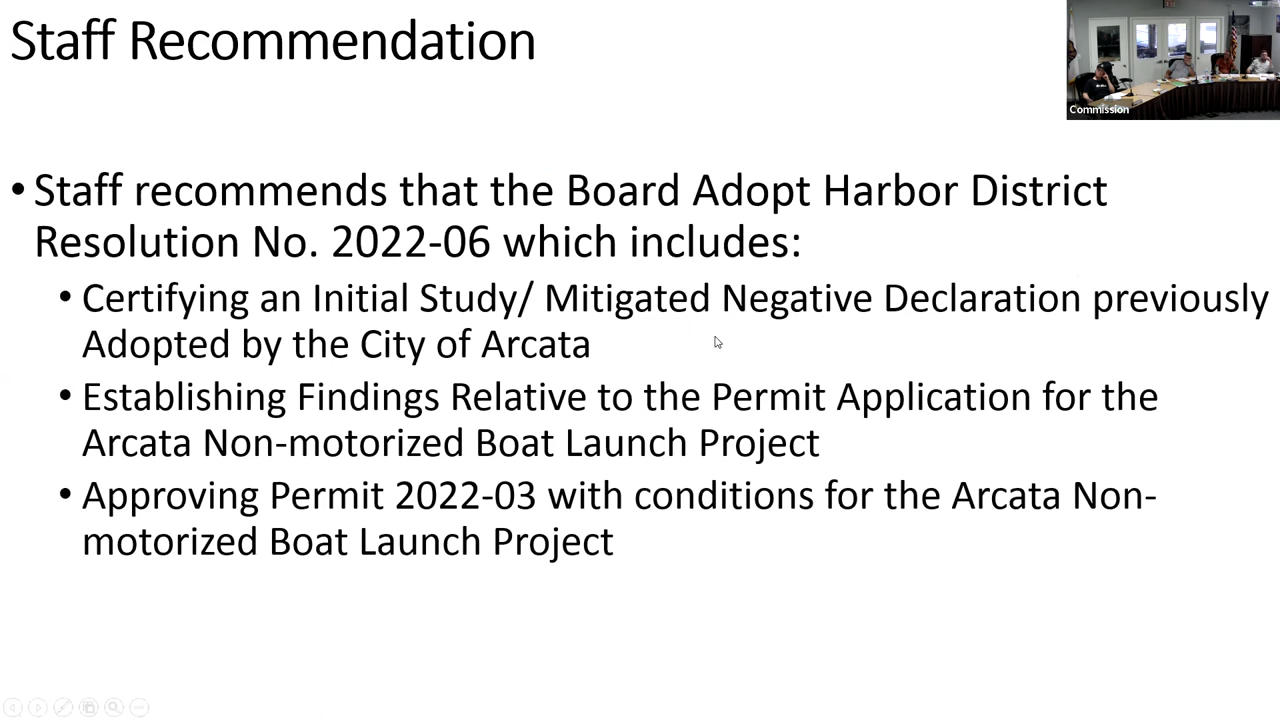 Staff Recommendation
Commission
• Staff recommends that the Board Adopt Harbor District
Resolution No. 2022-06 which includes:
• Certifying an Initial Study/ Mitigated Negative Declaration previously
Adopted by the City of Arcata
• Establishing Findings Relative to the Permit Application for the
Arcata Non-motorized Boat Launch Project
• Approving Permit 2022-03 with conditions for the Arcata Non-
motorized Boat Launch Project